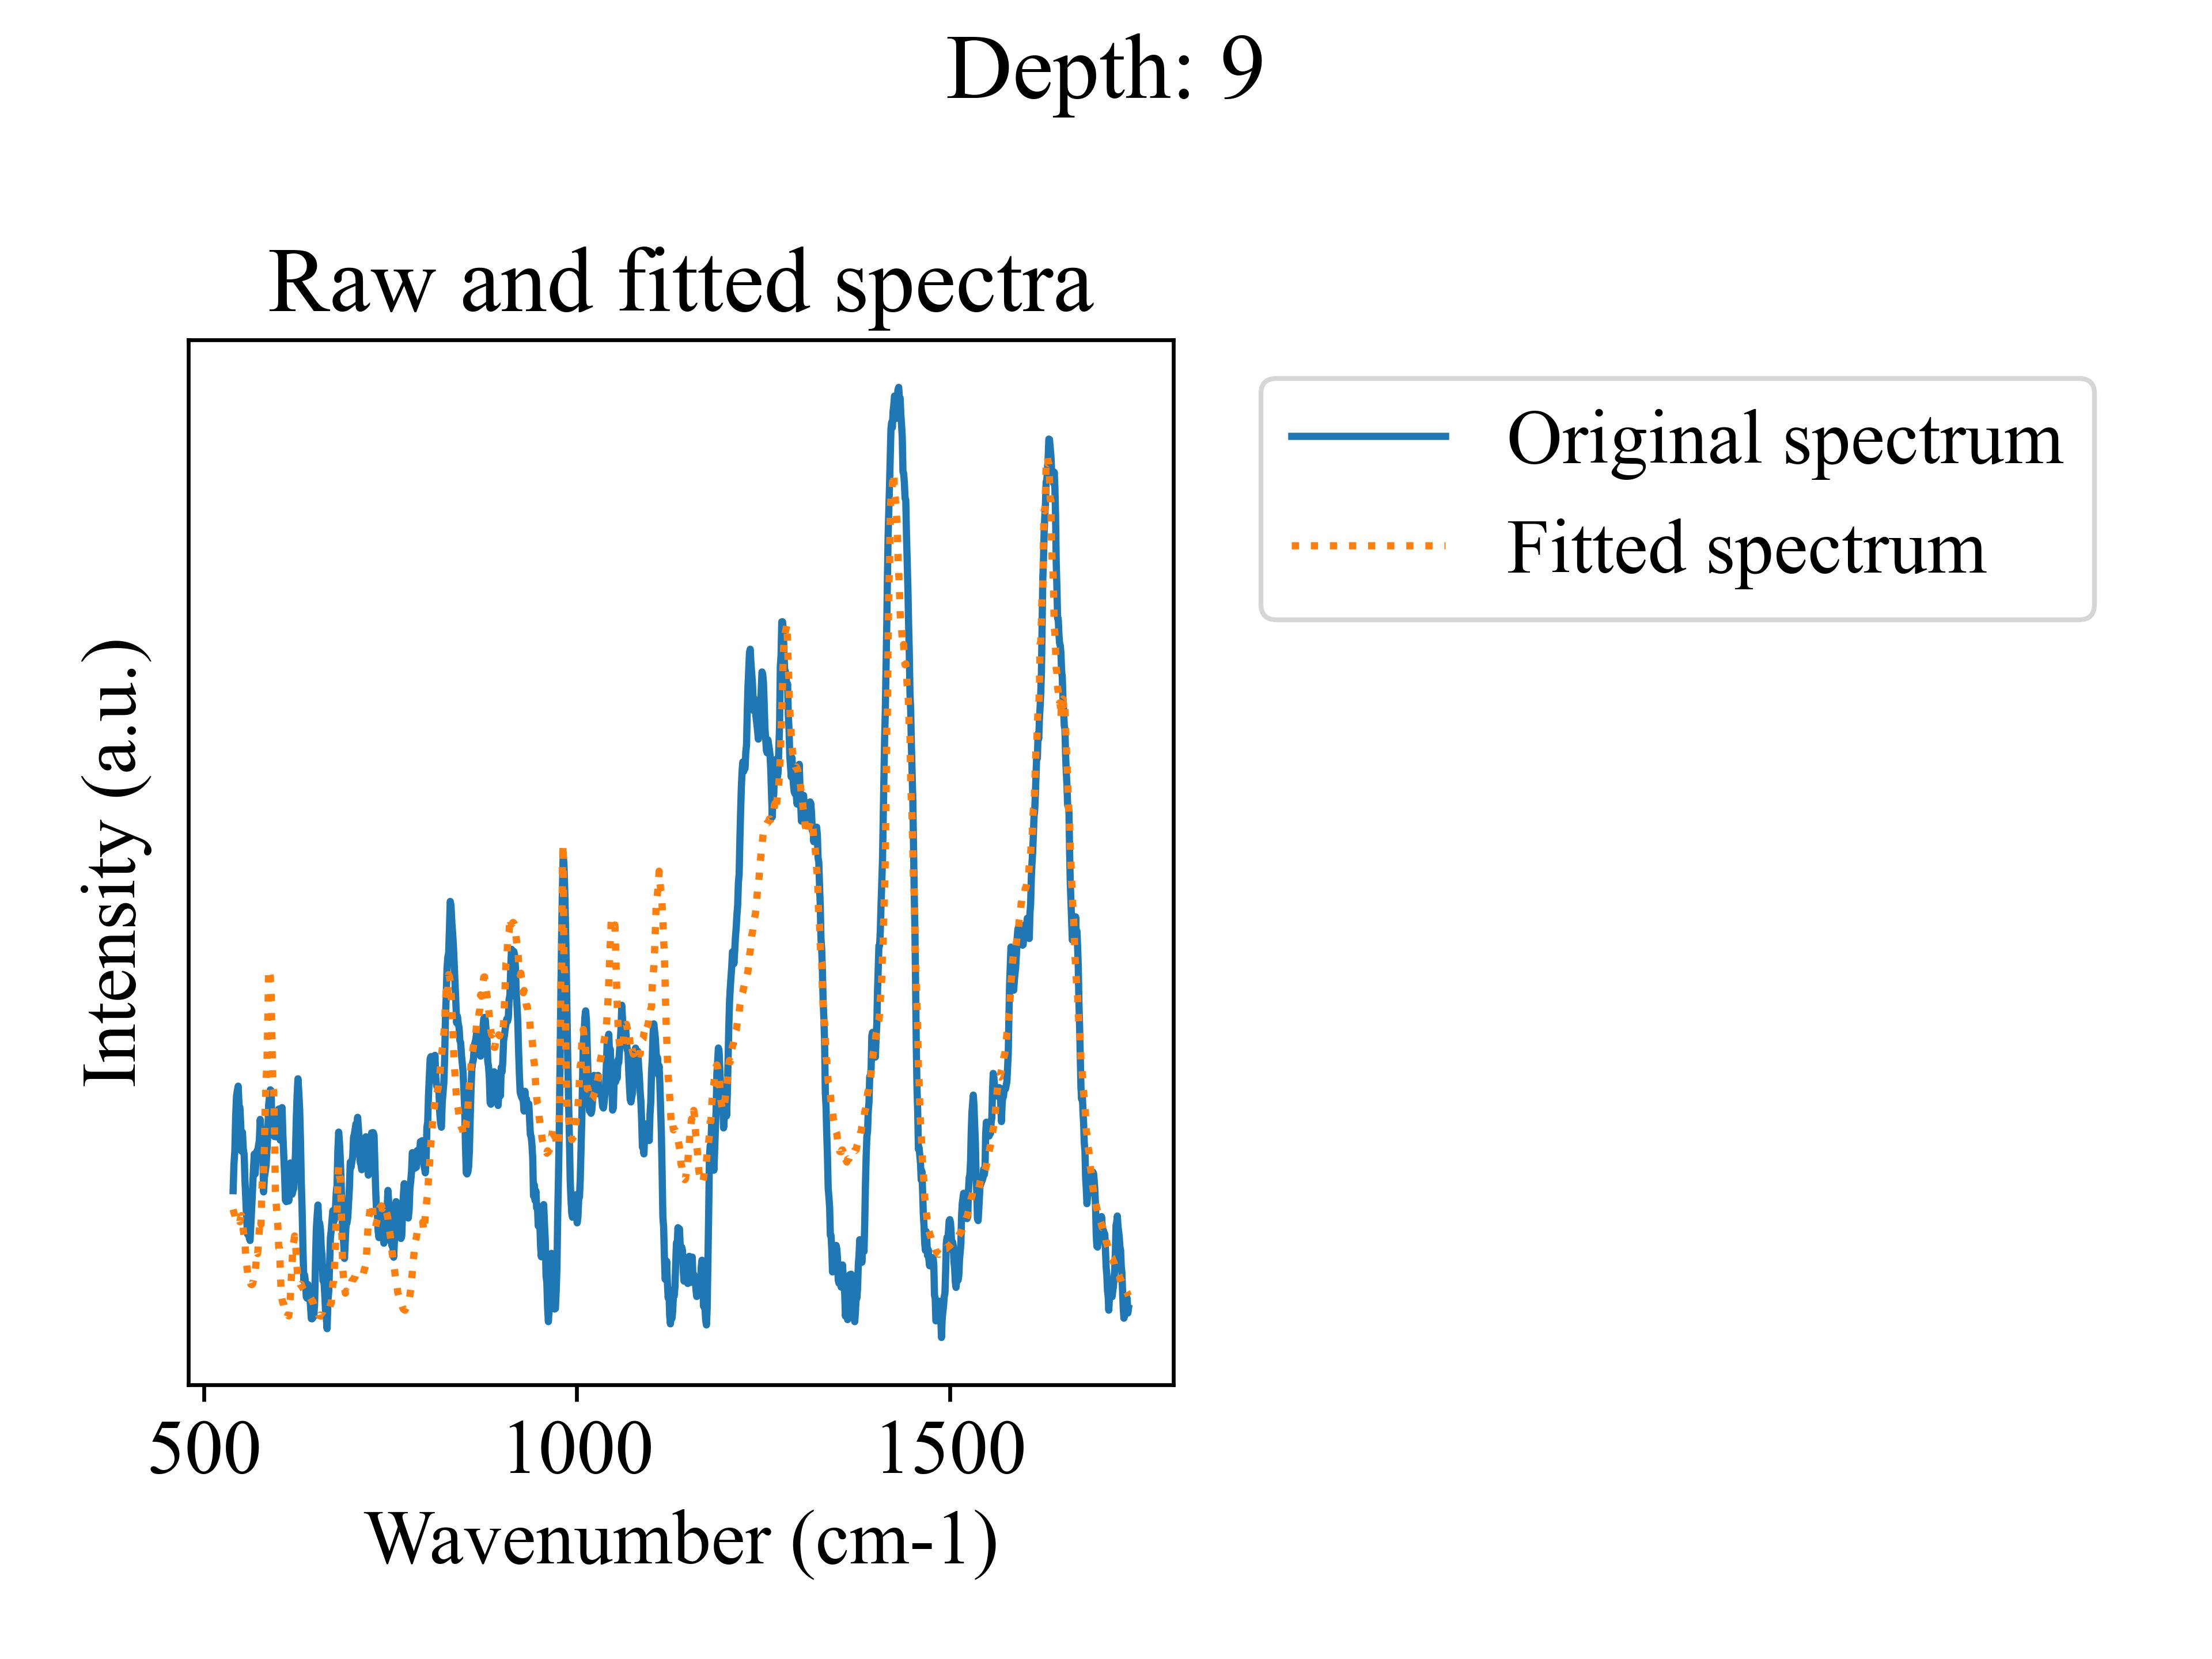 Depth: 9
Raw and fitted spectra
Original spectrum
Fitted spectrum
Intensity (a.u.)
500 1000 1500
Wavenumber (cm-1)